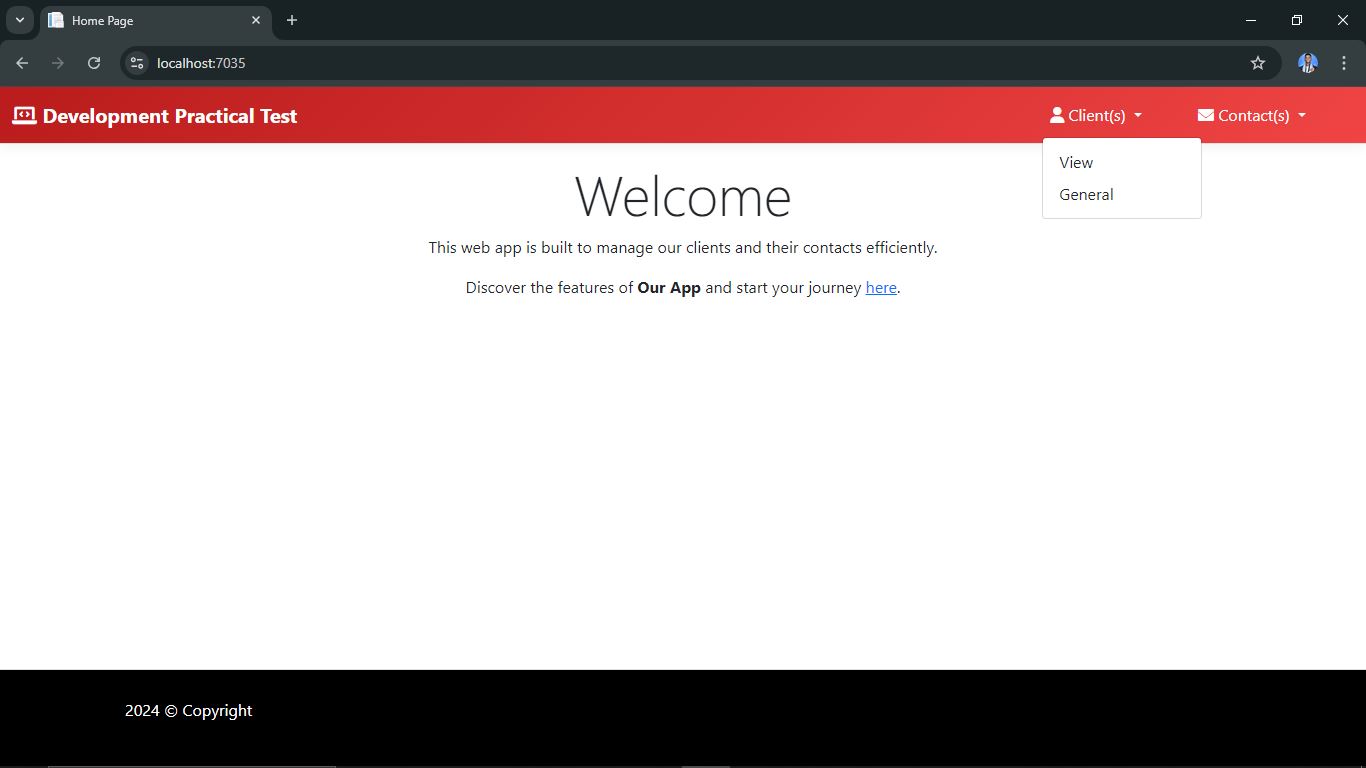 Home Page
localhost:7035
Development Practical Test
Client(s)
Contact(s)
View
General
Welcome
This web app is built to manage our clients and their contacts efficiently.
Discover the features of Our App and start your journey here.
2024 © Copyright